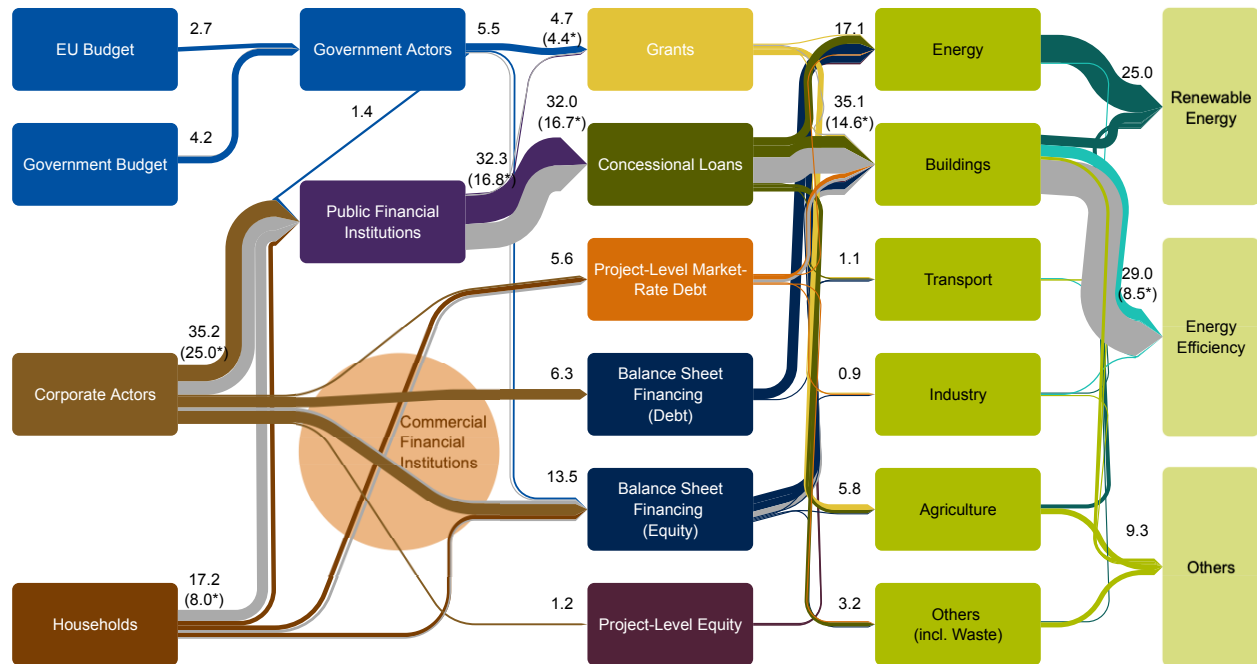 EU Budget
2.7
Government Budget
4.2
Corporate Actors
35.2
(25.0*)
Households
17.2
(8.0*)
Government Actors
5.5
1.4
Public Financial
Institutions
32.3
(16.8*)
Commercial
Financial
Institutions
4.7
(4.4*)
Grants
32.0
(16.7*)
Concessional Loans
5.6
Project-Level Market-
Rate Debt
6.3
Balance Sheet
Financing
(Debt)
13.5
Balance Sheet
Financing
(Equity)
1.2
Project-Level Equity
17.1
Energy
35.1
(14.6*)
Buildings
1.1
Transport
0.9
Industry
5.8
Agriculture
3.2
Others
(incl. Waste)
25.0
Renewable
Energy
29.0
(8.5*)
Energy
Efficiency
9.3
Others